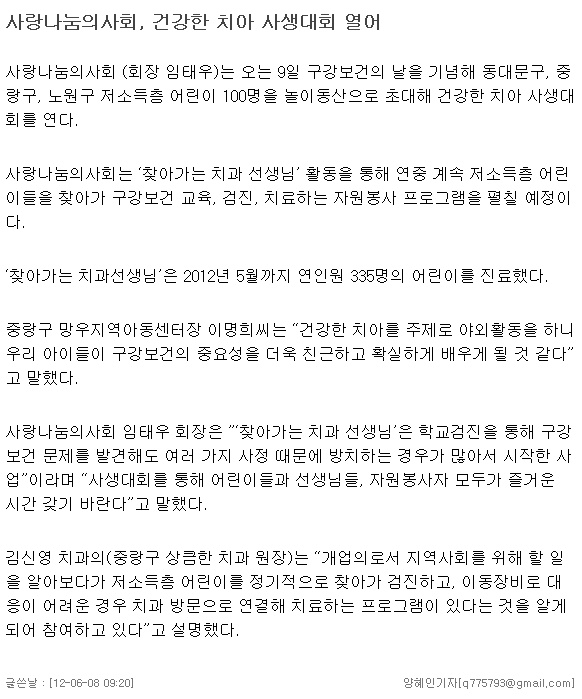 사랑나눔의사회, 건강한 치아 사생대회 열어
사랑나눔의사회 (회장 임태우)는 오는 9일 구강보건의 날을 기념해 동대문구, 중
랑구, 노원구 저소득층 어린이 100명을 놀이동산으로 초대해 건강한 치아 사생대
회를 연다.
사랑나눔의사회는 ‘찾아가는 치과 선생님’ 활동을 통해 연중 계속 저소득층 어린
이들을 찾아가 구강보건 교육, 검진, 치료하는 자원봉사 프로그램을 펼칠 예정이
다.
‘찾아가는 치과선생님’은 2012년 5월까지 연인원 335명의 어린이를 진료했다.
중랑구 망우지역아동센터장 이명희씨는 “건강한 치아를 주제로 야외활동을 하니
우리 아이들이 구강보건의 중요성을 더욱 친근하고 확실하게 배우게 될 것 같다”
고 말했다.
사랑나눔의사회 임태우 회장은 ”‘찾아가는 치과 선생님’은 학교검진을 통해 구강
보건 문제를 발견해도 여러 가지 사정 때문에 방치하는 경우가 많아서 시작한 사
업”이라며 “사생대회를 통해 어린이들과 선생님들, 자원봉사자 모두가 즐거운
시간 갖기 바란다”고 말했다.
김신영 치과의(중랑구 상큼한 치과 원장)는 “개업의로서 지역사회를 위해 할 일
을 알아보다가 저소득층 어린이를 정기적으로 찾아가 검진하고, 이동장비로 대
응이 어려운 경우 치과 방문으로 연결해 치료하는 프로그램이 있다는 것을 알게
되어 참여하고 있다”고 설명했다.
글쓴날 : [12-06-08 09:20]
양혜인기자[q775793@gmail.com]